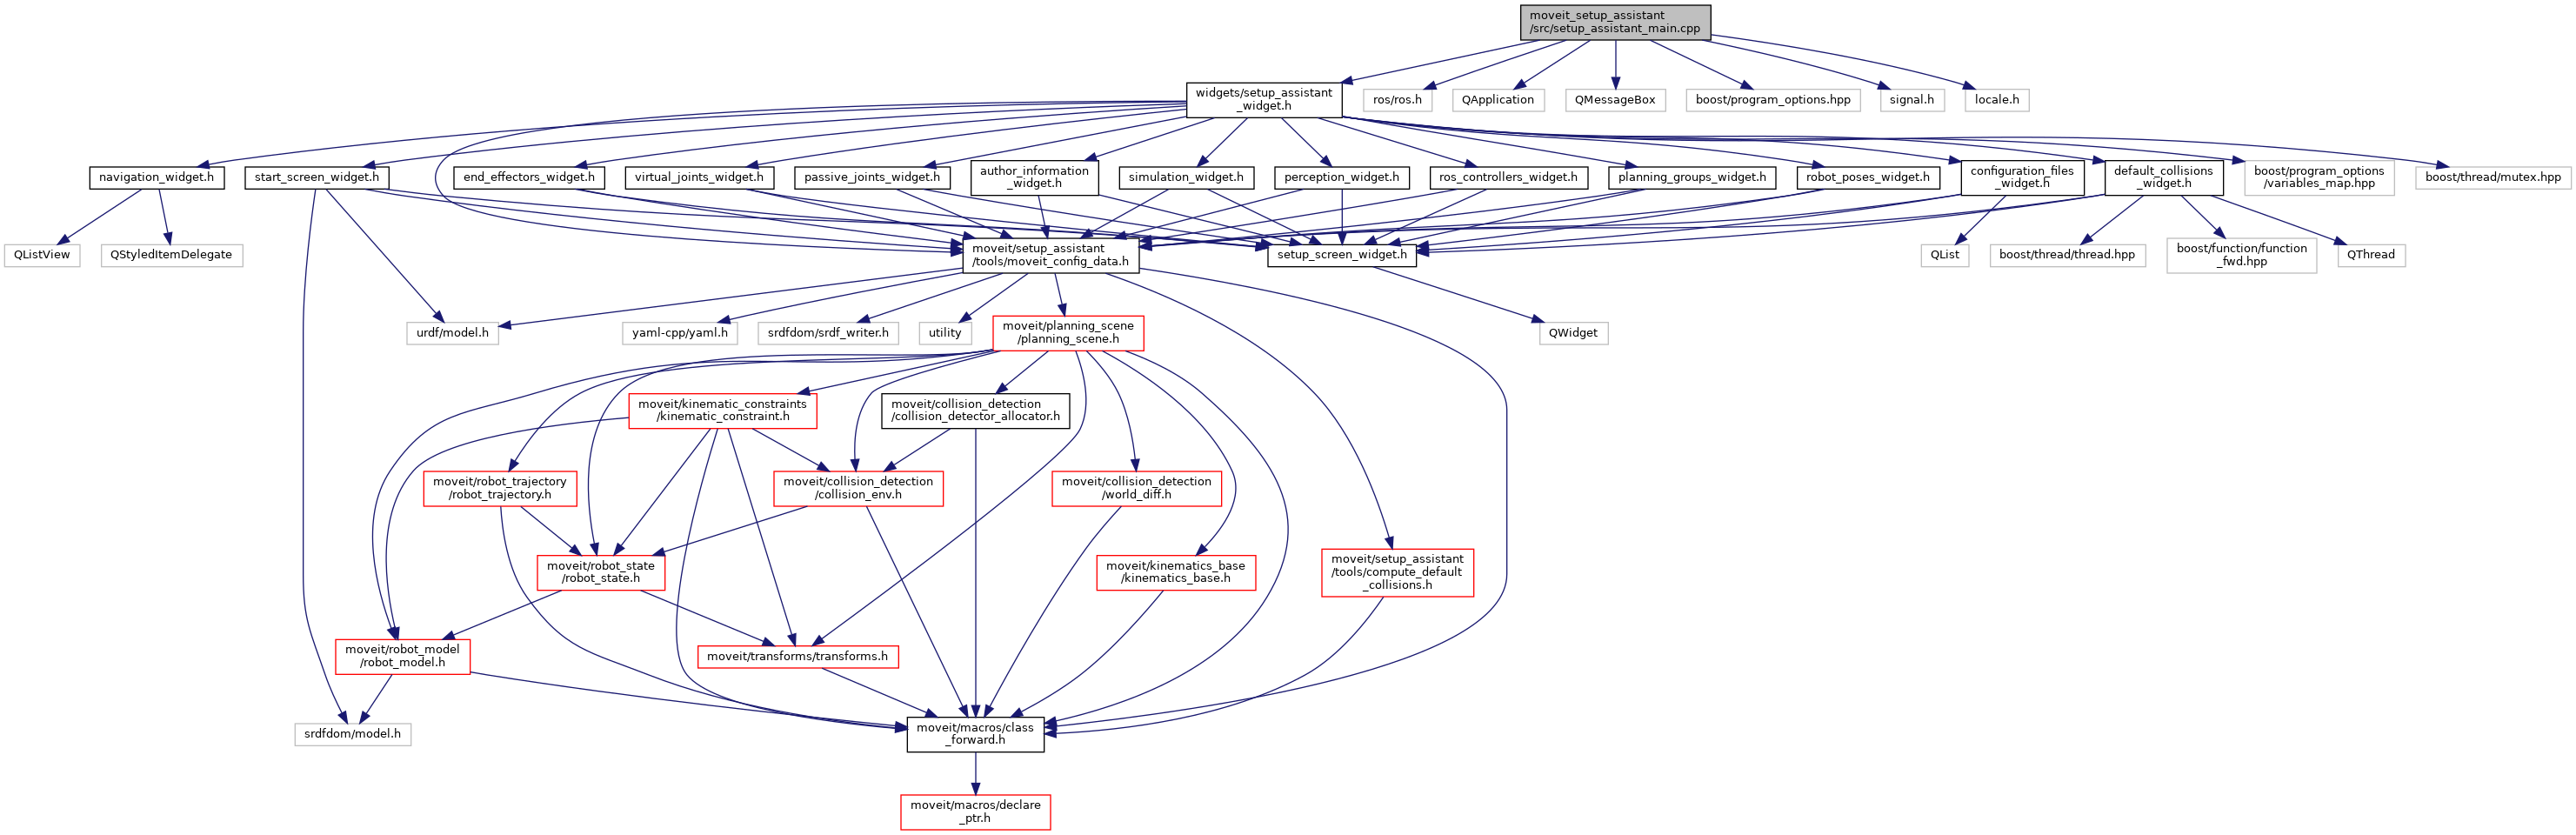 moveit_setup_assistant
/src/setup_assistant_main.cpp
widgets/setup_assistant
_widget.h
ros/ros.h
QApplication
QMessageBox
boost/program_options.hpp
signal.h
locale.h
navigation_widget.h
start_screen_widget.h
end_effectors_widget.h
virtual_joints_widget.h
passive_joints_widget.h
author_information
_widget.h
simulation_widget.h
perception_widget.h
ros_controllers_widget.h
planning_groups_widget.h
robot_poses_widget.h
configuration_files
_widget.h
default_collisions
_widget.h
boost/program_options
/variables_map.hpp
boost/thread/mutex.hpp
QListView
QStyledItemDelegate
moveit/setup_assistant
/tools/moveit_config_data.h
setup_screen_widget.h
QList
boost/thread/thread.hpp
boost/function/function
_fwd.hpp
QThread
urdf/model.h
yaml-cpp/yaml.h
srdfdom/srdf_writer.h
utility
moveit/planning_scene
/planning_scene.h
QWidget
moveit/kinematic_constraints
/kinematic_constraint.h
moveit/collision_detection
/collision_detector_allocator.h
moveit/robot_trajectory
/robot_trajectory.h
moveit/collision_detection
/collision_env.h
moveit/collision_detection
/world_diff.h
moveit/robot_state
/robot_state.h
moveit/kinematics_base
/kinematics_base.h
moveit/setup_assistant
/tools/compute_default
_collisions.h
moveit/robot_model
/robot_model.h
moveit/transforms/transforms.h
srdfdom/model.h
moveit/macros/class
_forward.h
moveit/macros/declare
_ptr.h